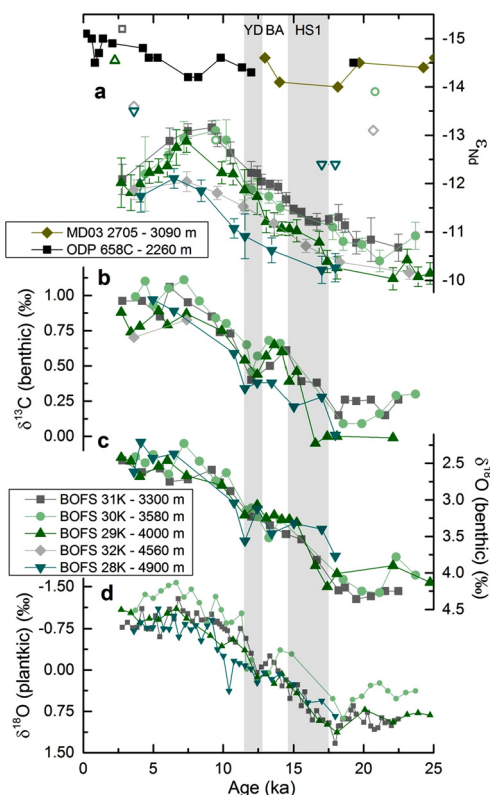 YD BA HS1
-15
-14
-13
-12
-11
-10
εNd
a
MD03 2705 - 3090 m
ODP 658C - 2260 m
b
1.00
0.75
0.50
0.25
0.00
δ13C (benthic) (‰)
c
2.5
3.0
3.5
4.0
4.5
δ18O (benthic) (‰)
BOFS 31K - 3300 m
BOFS 30K - 3580 m
BOFS 29K - 4000 m
BOFS 32K - 4560 m
BOFS 28K - 4900 m
d
-1.50
-0.75
0.00
0.75
1.50
δ18O (plantkic) (‰)
0 5 10 15 20 25
Age (ka)